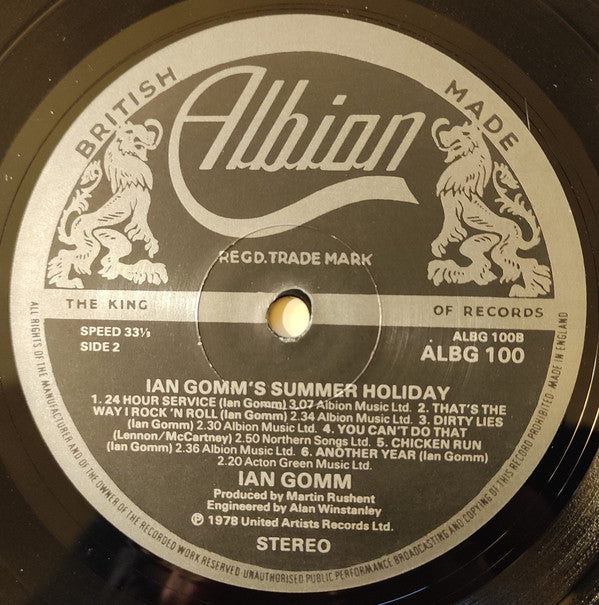 BRITISH MADE
Albion
REGD. TRADE MARK
THE KING OF RECORDS
SPEED 33⅓
SIDE 2
ALBG 100B
ALBG 100
IAN GOMM'S SUMMER HOLIDAY
1. 24 HOUR SERVICE (Ian Gomm) 3.07 Albion Music Ltd. 2. THAT'S THE
WAY I ROCK 'N ROLL (Ian Gomm) 2.34 Albion Music Ltd. 3. DIRTY LIES
(Ian Gomm) 2.30 Albion Music Ltd. 4. YOU CAN'T DO THAT
(Lennon/McCartney) 2.50 Northern Songs Ltd. 5. CHICKEN RUN
(Ian Gomm) 2.36 Albion Music Ltd. 6. ANOTHER YEAR (Ian Gomm)
2.20 Acton Green Music Ltd.
IAN GOMM
Produced by Martin Rushent
Engineered by Alan Winstanley
℗ 1978 United Artists Records Ltd.
STEREO
ALL RIGHTS OF THE MANUFACTURER AND OF THE OWNER OF THE RECORDED WORK RESERVED UNAUTHORISED PUBLIC PERFORMANCE BROADCASTING AND COPYING OF THIS RECORD PROHIBITED MADE IN ENGLAND